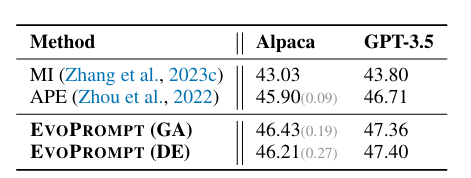 Method Alpaca GPT-3.5
MI (Zhang et al., 2023c) 43.03 43.80
APE (Zhou et al., 2022) 45.90(0.09) 46.71
EVOPROMPT (GA) 46.43(0.19) 47.36
EVOPROMPT (DE) 46.21(0.27) 47.40